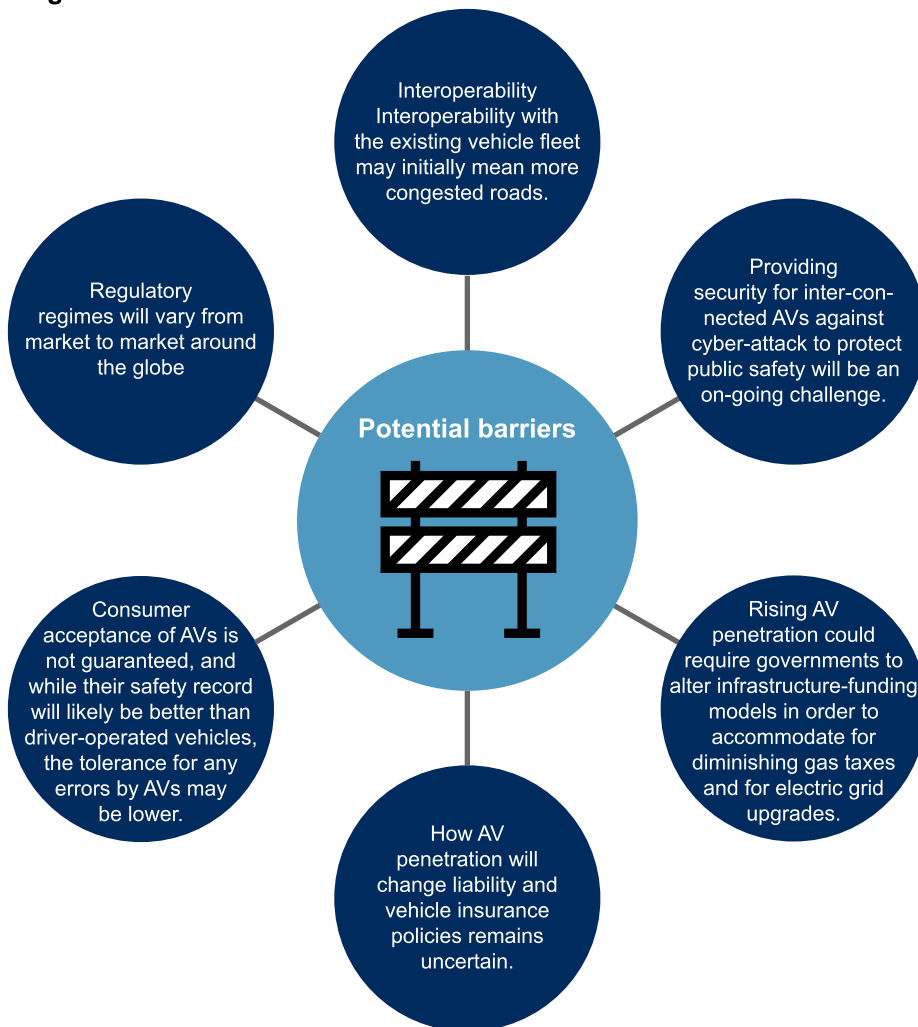 Interoperability
Interoperability with
the existing vehicle fleet
may initially mean more
congested roads.
Regulatory
regimes will vary from
market to market around
the globe
Providing
security for inter-con-
nected AVs against
cyber-attack to protect
public safety will be an
on-going challenge.
Potential barriers
Consumer
acceptance of AVs is
not guaranteed, and
while their safety record
will likely be better than
driver-operated vehicles,
the tolerance for any
errors by AVs may
be lower.
Rising AV
penetration could
require governments to
alter infrastructure-funding
models in order to
accommodate for
diminishing gas taxes
and for electric grid
upgrades.
How AV
penetration will
change liability and
vehicle insurance
policies remains
uncertain.